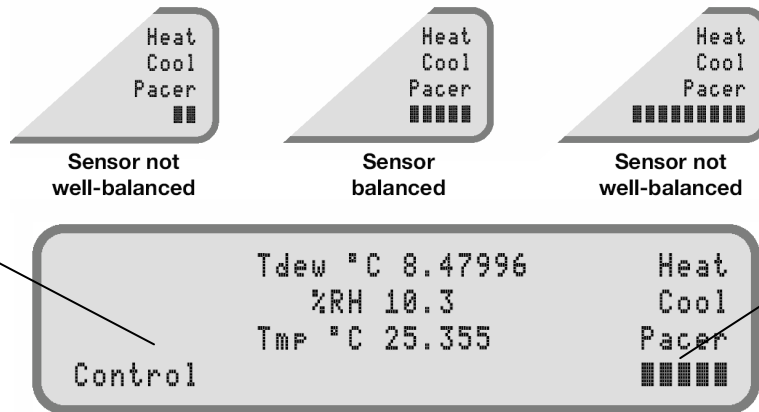 Heat
Cool
Pacer
Sensor not
well-balanced
Heat
Cool
Pacer
Sensor
balanced
Heat
Cool
Pacer
Sensor not
well-balanced
Tdew °C 8.47996 Heat
%RH 10.3 Cool
Tmp °C 25.355 Pacer
Control